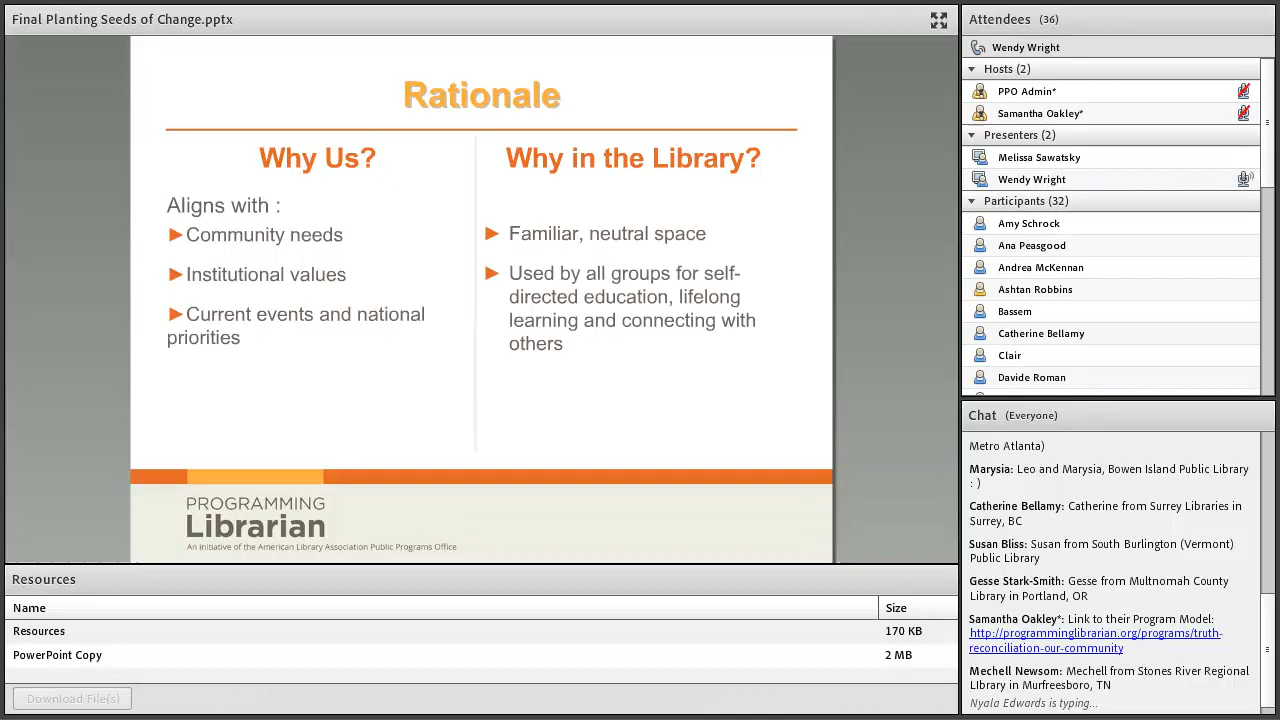 Final Planting Seeds of Change.pptx
Rationale
Why Us?
Aligns with :
►Community needs
►Institutional values
►Current events and national
priorities
Why in the Library?
► Familiar, neutral space
► Used by all groups for self-
directed education, lifelong
learning and connecting with
others
PROGRAMMING
Librarian
An initiative of the American Library Association Public Programs Office
Resources
Name Size
Resources 170 KB
PowerPoint Copy 2 MB
Download File(s)
Attendees (36)
Wendy Wright
Hosts (2)
PPO Admin*
Samantha Oakley*
Presenters (2)
Melissa Sawatsky
Wendy Wright
Participants (32)
Amy Schrock
Ana Peasgood
Andrea McKennan
Ashtan Robbins
Bassem
Catherine Bellamy
Clair
Davide Roman
Chat (Everyone)
Metro Atlanta)
Marysia: Leo and Marysia, Bowen Island Public Library
: )
Catherine Bellamy: Catherine from Surrey Libraries in
Surrey, BC
Susan Bliss: Susan from South Burlington (Vermont)
Public Library
Gesse Stark-Smith: Gesse from Multnomah County
Library in Portland, OR
Samantha Oakley*: Link to their Program Model:
http://programminglibrarian.org/programs/truth-
reconciliation-our-community
Mechell Newsom: Mechell from Stones River Regional
LIbrary in Murfreesboro, TN
Nyala Edwards is typing...